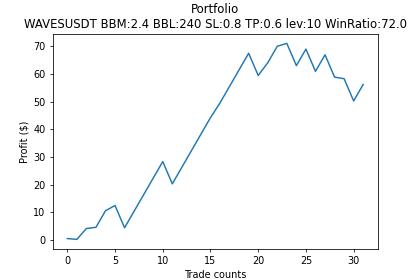 Portfolio
WAVESUSDT BBM:2.4 BBL:240 SL:0.8 TP:0.6 lev:10 WinRatio:72.0
70
60
50
40
30
20
10
0
Profit ($)
0 5 10 15 20 25 30
Trade counts